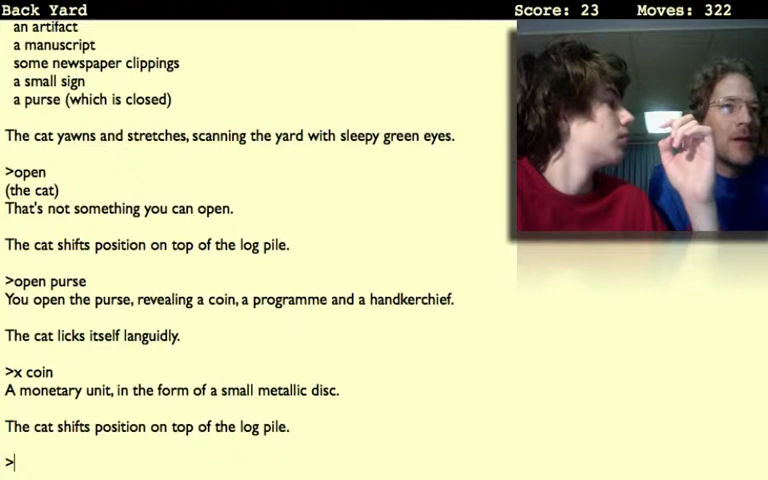 Back Yard Score: 23 Moves: 322
an artifact
a manuscript
some newspaper clippings
a small sign
a purse (which is closed)
The cat yawns and stretches, scanning the yard with sleepy green eyes.
>open
(the cat)
That's not something you can open.
The cat shifts position on top of the log pile.
>open purse
You open the purse, revealing a coin, a programme and a handkerchief.
The cat licks itself languidly.
>x coin
A monetary unit, in the form of a small metallic disc.
The cat shifts position on top of the log pile.
>